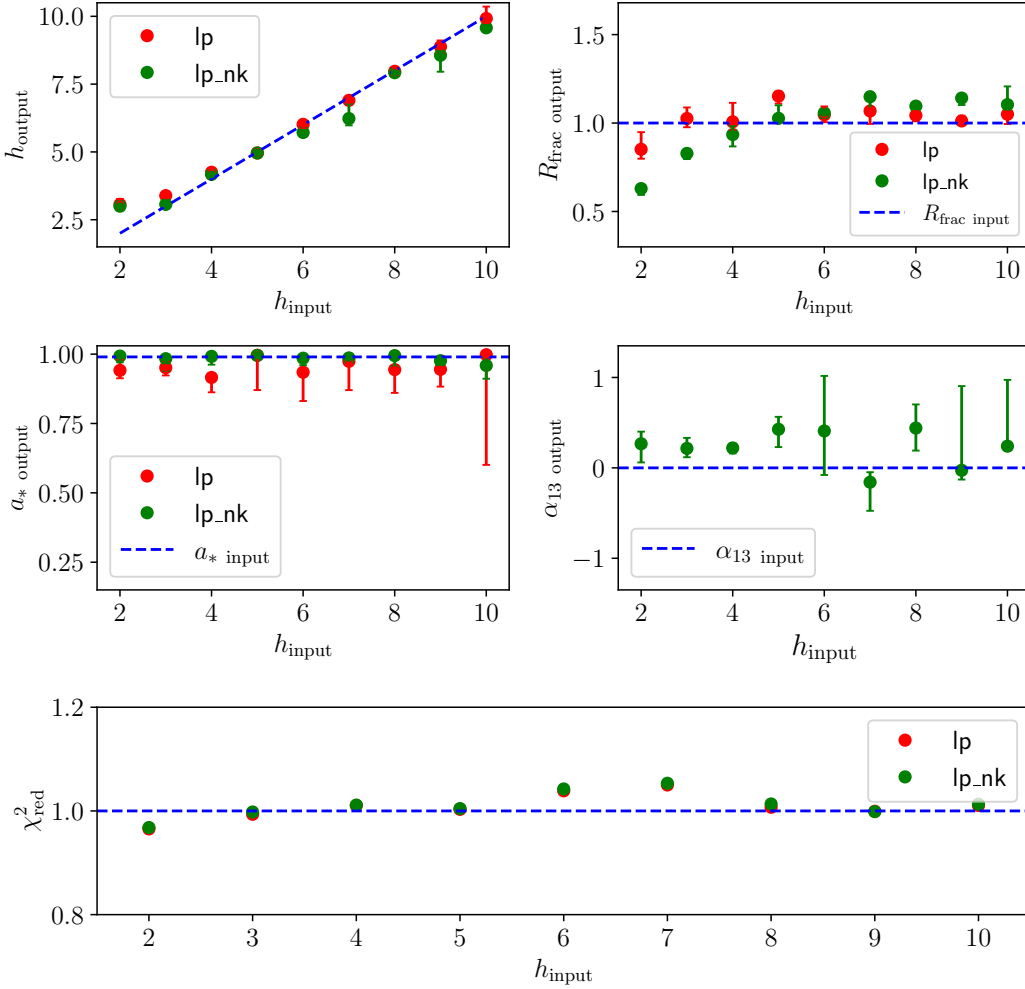 10.0
7.5
5.0
2.5
h_output
lp
lp_nk
2 4 6 8 10
h_input
1.5
1.0
0.5
R_frac output
lp
lp_nk
R_frac input
2 4 6 8 10
h_input
1.00
0.75
0.50
0.25
a_* output
lp
lp_nk
a_* input
2 4 6 8 10
h_input
1
0
−1
α_13 output
α_13 input
2 4 6 8 10
h_input
1.2
1.0
0.8
χ²_red
lp
lp_nk
2 3 4 5 6 7 8 9 10
h_input